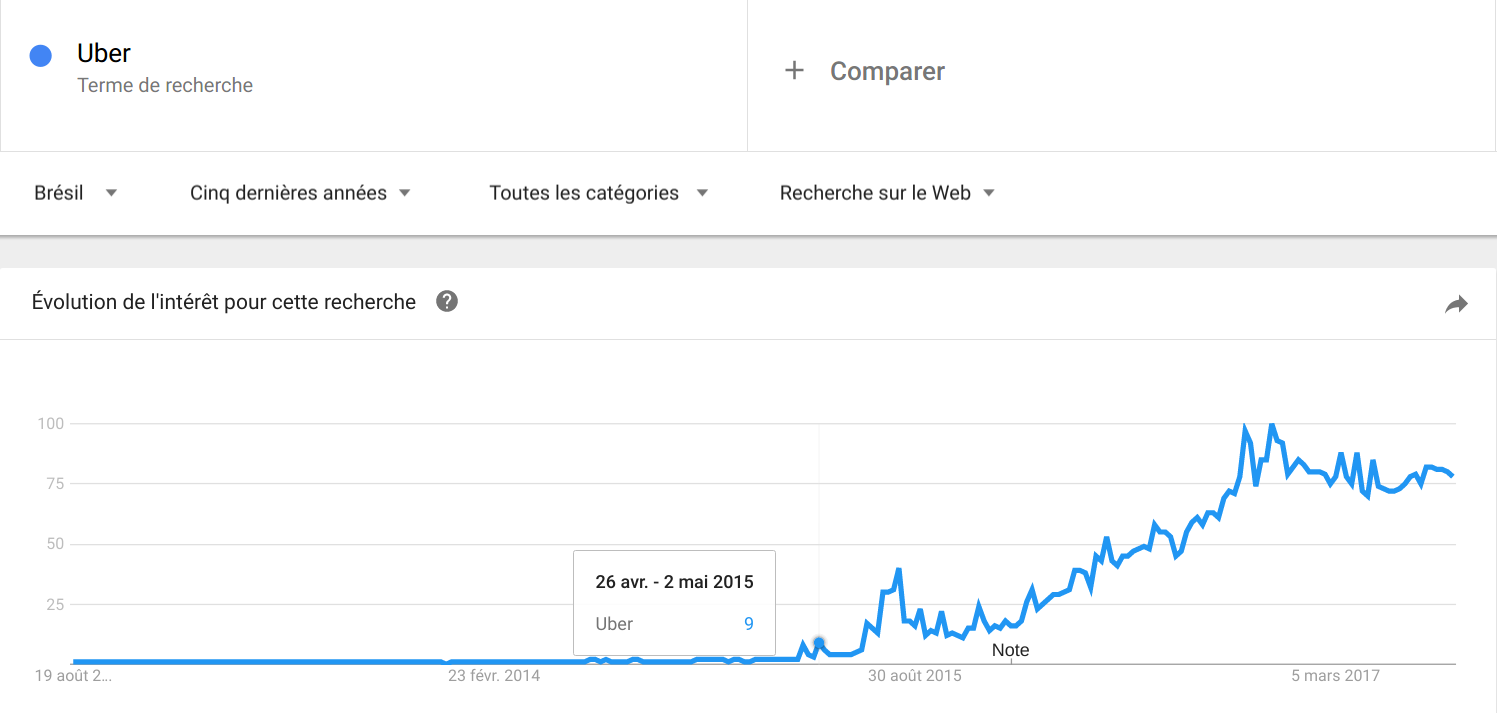 Uber
Terme de recherche
+ Comparer
Brésil
Cinq dernières années
Toutes les catégories
Recherche sur le Web
Évolution de l'intérêt pour cette recherche
?
100
75
50
25
26 avr. - 2 mai 2015
Uber 9
Note
19 août 2...
23 févr. 2014
30 août 2015
5 mars 2017